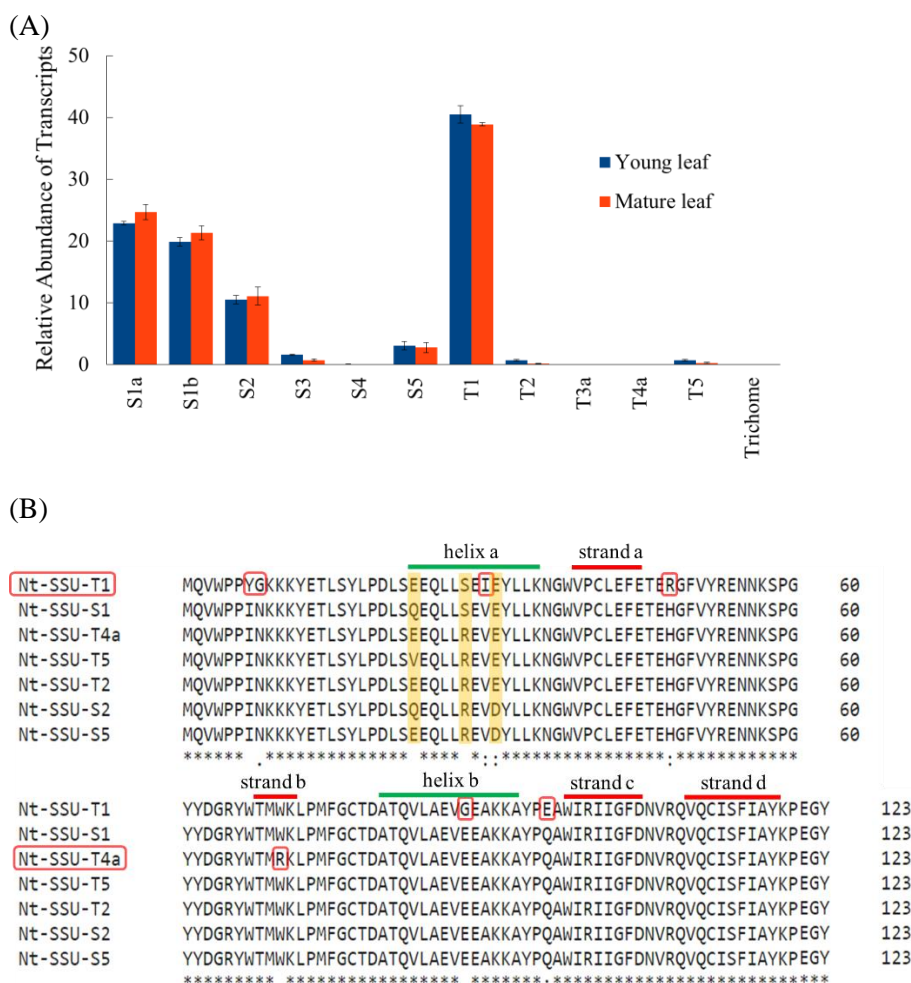 (A)
Relative Abundance of Transcripts
50
40
30
20
10
0
Young leaf
Mature leaf
S1a
S1b
S2
S3
S4
S5
T1
T2
T3a
T4a
T5
Trichome
(B)
helix a strand a
Nt-SSU-T1 MQVWPPYGKKKYETLSYLPDLSEEQLLSEIEYLLKNGWVPCLEFETERGFVYRENNKSPG 60
Nt-SSU-S1 MQVWPPINKKKYETLSYLPDLSQEQLLSEVEYLLKNGWVPCLEFETEHGFVYRENNKSPG 60
Nt-SSU-T4a MQVWPPINKKKYETLSYLPDLSEEQLLREVEYLLKNGWVPCLEFETEHGFVYRENNKSPG 60
Nt-SSU-T5 MQVWPPINKKKYETLSYLPDLSVEQLLREVEYLLKNGWVPCLEFETEHGFVYRENNKSPG 60
Nt-SSU-T2 MQVWPPINKKKYETLSYLPDLSEEQLLREVEYLLKNGWVPCLEFETEHGFVYRENNKSPG 60
Nt-SSU-S2 MQVWPPINKKKYETLSYLPDLSQEQLLREVDYLLKNGWVPCLEFETEHGFVYRENNKSPG 60
Nt-SSU-S5 MQVWPPINKKKYETLSYLPDLSEEQLLREVDYLLKNGWVPCLEFETEHGFVYRENNKSPG 60
****** .************** **** *::****************:************
strand b helix b strand c strand d
Nt-SSU-T1 YYDGRYWTMWKLPMFGCTDATQVLAEVGEAKKAYPEAWIRIIGFDNVRQVQCISFIAYKPEGY 123
Nt-SSU-S1 YYDGRYWTMWKLPMFGCTDATQVLAEVEEAKKAYPQAWIRIIGFDNVRQVQCISFIAYKPEGY 123
Nt-SSU-T4a YYDGRYWTMRKLPMFGCTDATQVLAEVEEAKKAYPQAWIRIIGFDNVRQVQCISFIAYKPEGY 123
Nt-SSU-T5 YYDGRYWTMWKLPMFGCTDATQVLAEVEEAKKAYPQAWIRIIGFDNVRQVQCISFIAYKPEGY 123
Nt-SSU-T2 YYDGRYWTMWKLPMFGCTDATQVLAEVEEAKKAYPQAWIRIIGFDNVRQVQCISFIAYKPEGY 123
Nt-SSU-S2 YYDGRYWTMWKLPMFGCTDATQVLAEVEEAKKAYPQAWIRIIGFDNVRQVQCISFIAYKPEGY 123
Nt-SSU-S5 YYDGRYWTMWKLPMFGCTDATQVLAEVEEAKKAYPQAWIRIIGFDNVRQVQCISFIAYKPEGY 123
********* ***************** *******.***************************